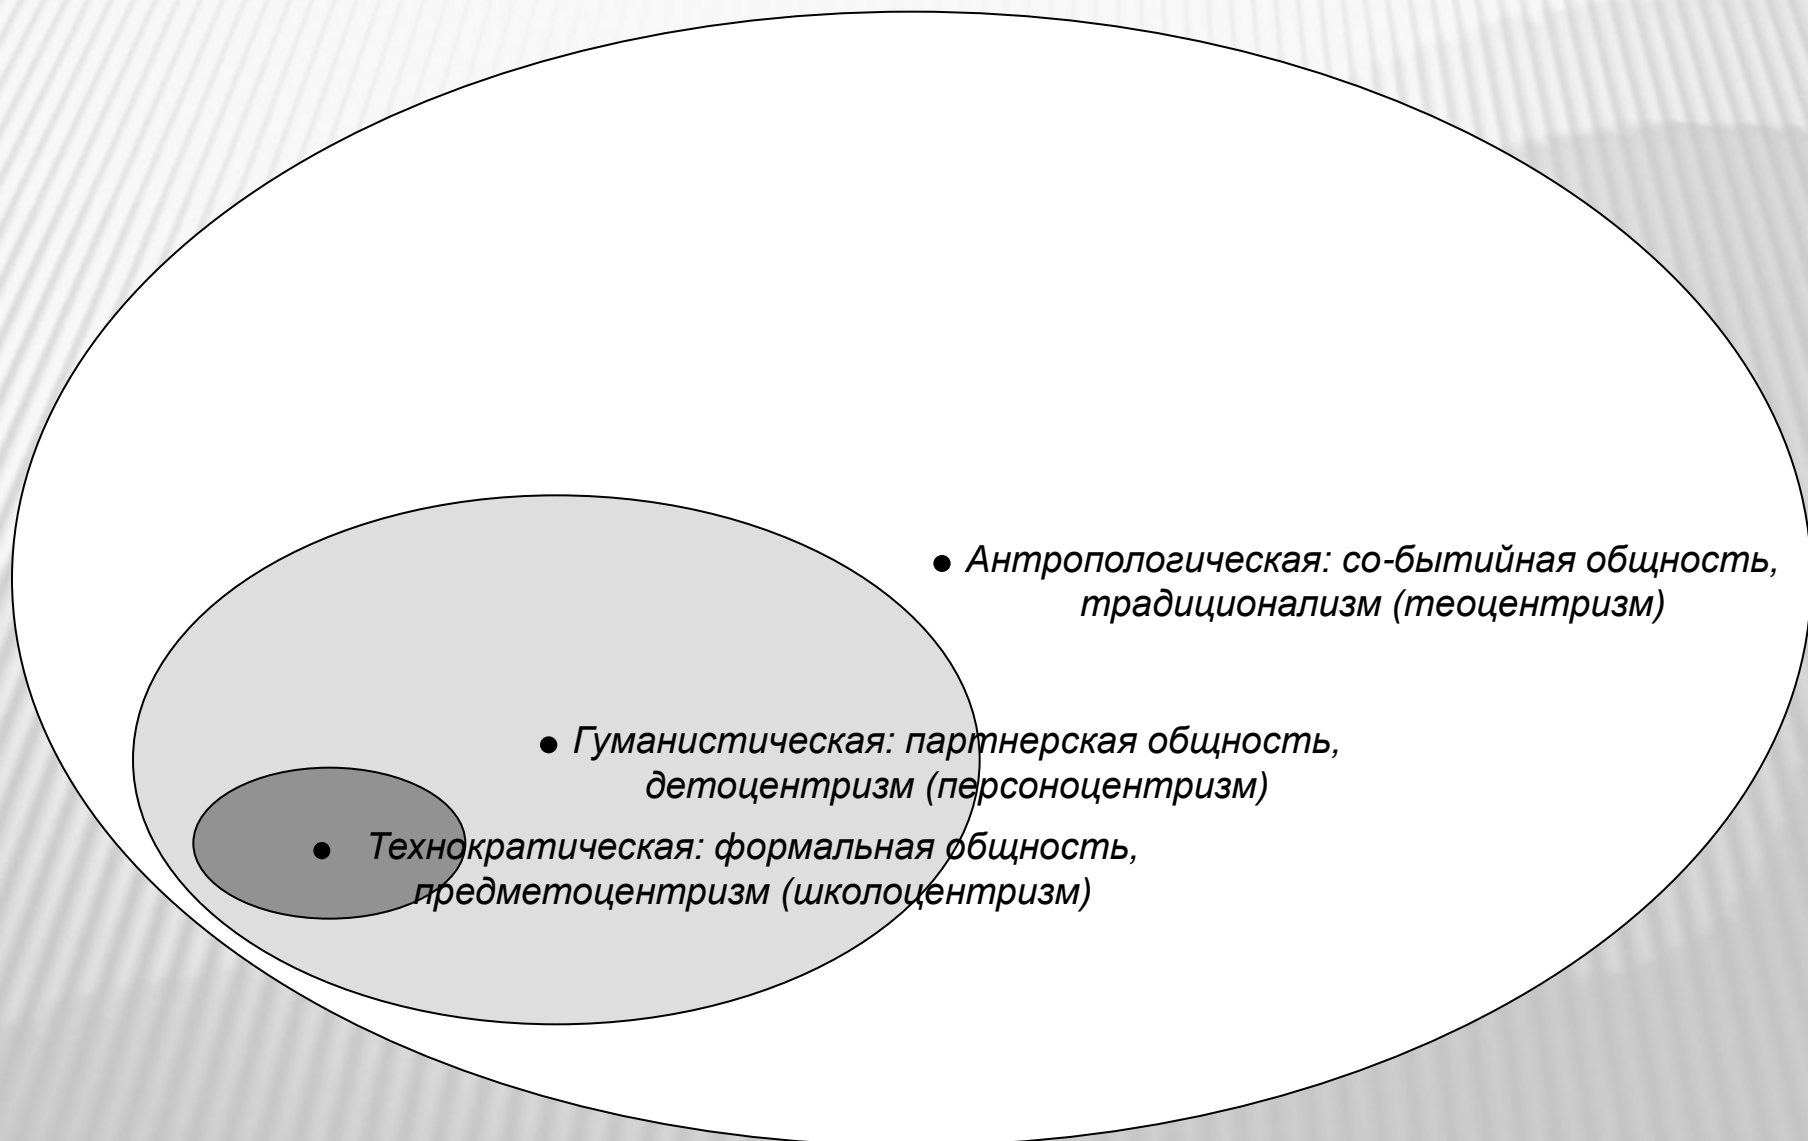 ● Антропологическая: со-бытийная общность,
традиционализм (теоцентризм)
● Гуманистическая: партнерская общность,
детоцентризм (персоноцентризм)
● Технократическая: формальная общность,
предметоцентризм (школоцентризм)